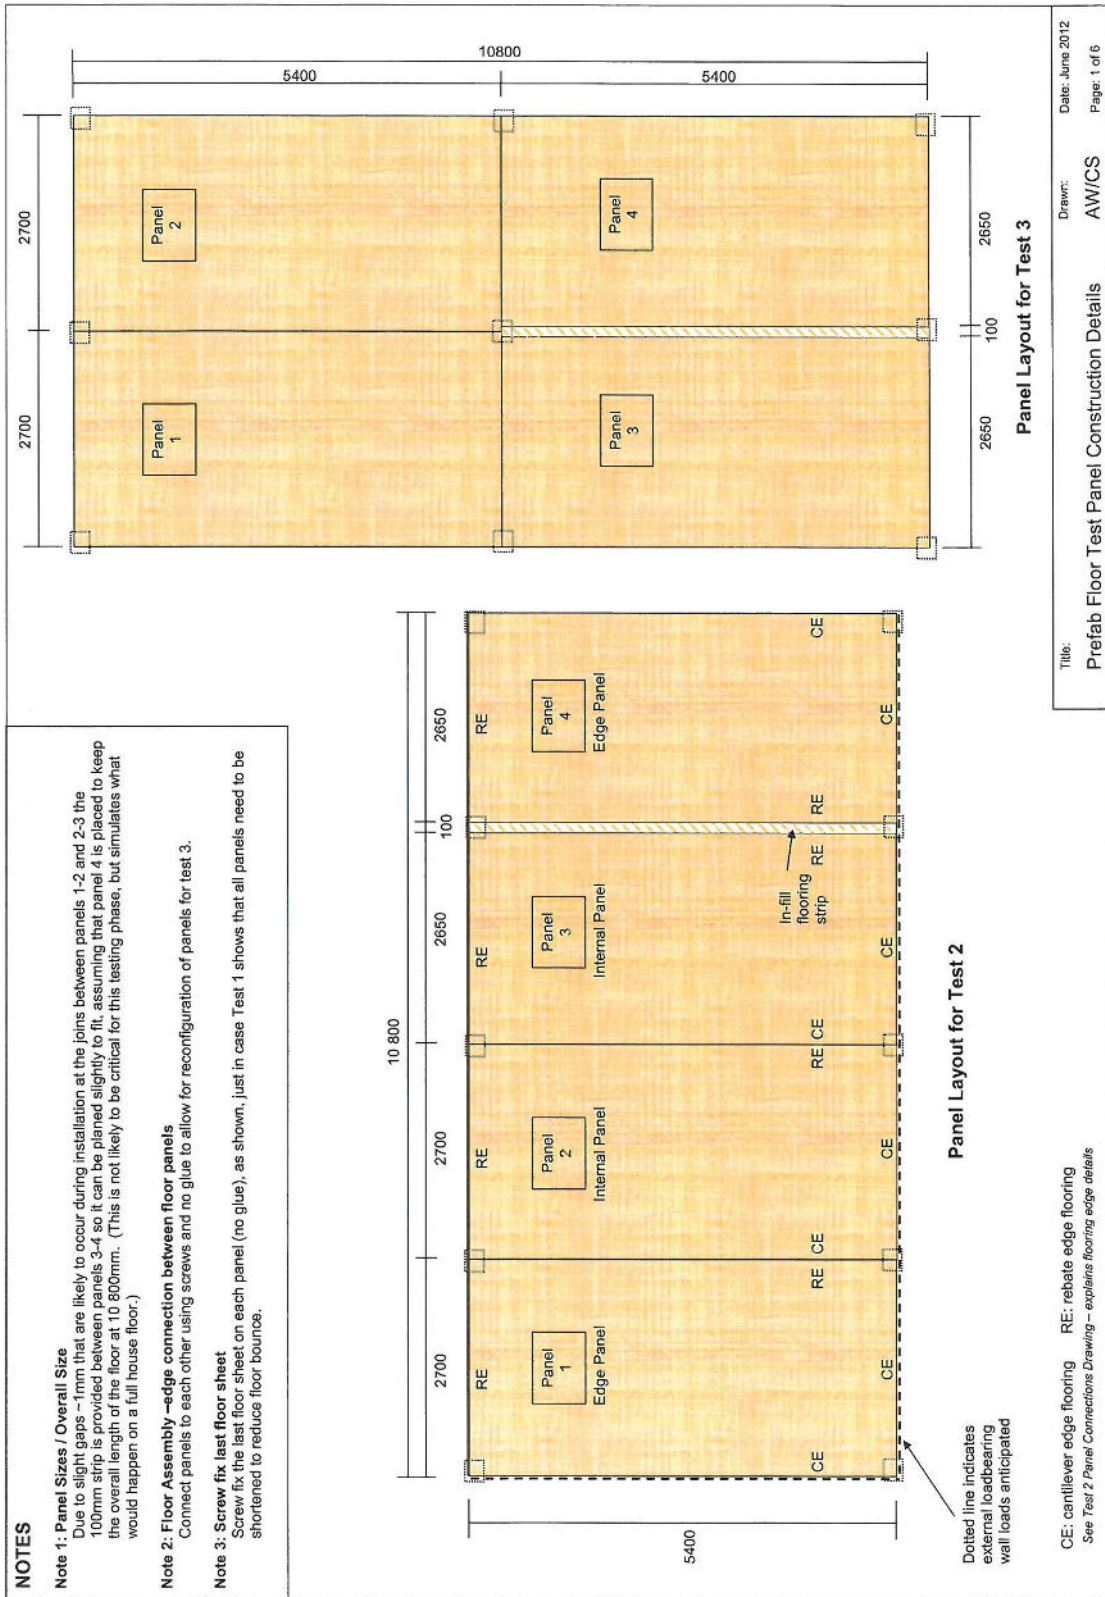 NOTES
Note 1: Panel Sizes / Overall Size
Due to slight gaps ~1mm that are likely to occur during installation at the joins between panels 1-2 and 2-3 the
100mm strip is provided between panels 3-4 so it can be planed slightly to fit, assuming that panel 4 is placed to keep
the overall length of the floor at 10 800mm. (This is not likely to be critical for this testing phase, but simulates what
would happen on a full house floor.)
Note 2: Floor Assembly –edge connection between floor panels
Connect panels to each other using screws and no glue to allow for reconfiguration of panels for test 3.
Note 3: Screw fix last floor sheet
Screw fix the last floor sheet on each panel (no glue), as shown, just in case Test 1 shows that all panels need to be
shortened to reduce floor bounce.
10 800
2700
2700
2650
100
2650
RE
RE
RE
RE
Panel
1
Edge Panel
Panel
2
Internal Panel
Panel
3
Internal Panel
Panel
4
Edge Panel
5400
In-fill
flooring
strip
CE
RE
CE
RE
CE
RE
RE
CE
CE
CE
CE
CE
Dotted line indicates
external loadbearing
wall loads anticipated
Panel Layout for Test 2
CE: cantilever edge flooring
RE: rebate edge flooring
See Test 2 Panel Connections Drawing – explains flooring edge details
2700
2700
10800
5400
5400
Panel
1
Panel
2
Panel
3
Panel
4
2650
100
2650
Panel Layout for Test 3
Title:
Prefab Floor Test Panel Construction Details
Drawn:
AW/CS
Date: June 2012
Page: 1 of 6